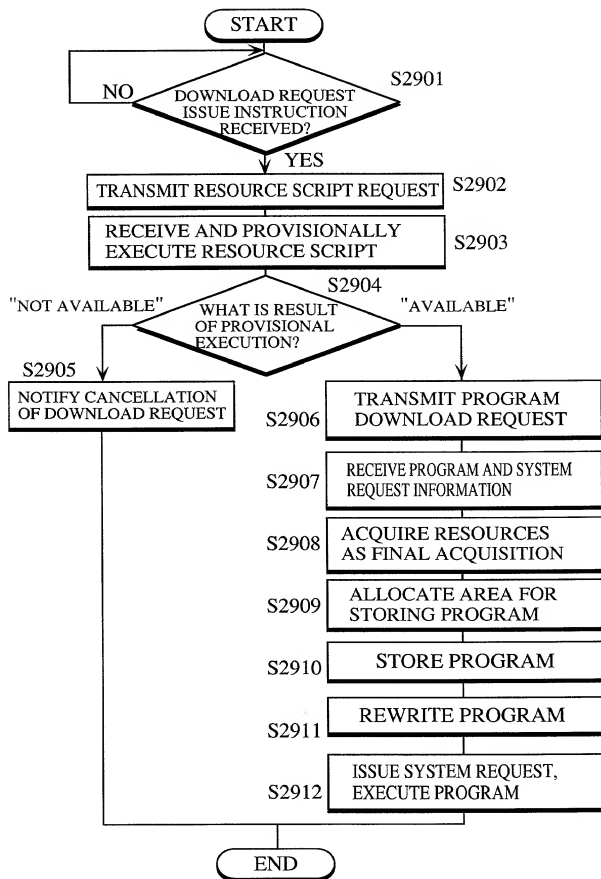 START
S2901
NO
DOWNLOAD REQUEST
ISSUE INSTRUCTION
RECEIVED?
YES
TRANSMIT RESOURCE SCRIPT REQUEST
S2902
RECEIVE AND PROVISIONALLY
EXECUTE RESOURCE SCRIPT
S2903
S2904
"NOT AVAILABLE"
WHAT IS RESULT
OF PROVISIONAL
EXECUTION?
"AVAILABLE"
S2905
NOTIFY CANCELLATION
OF DOWNLOAD REQUEST
S2906
TRANSMIT PROGRAM
DOWNLOAD REQUEST
S2907
RECEIVE PROGRAM AND SYSTEM
REQUEST INFORMATION
S2908
ACQUIRE RESOURCES
AS FINAL ACQUISITION
S2909
ALLOCATE AREA FOR
STORING PROGRAM
S2910
STORE PROGRAM
S2911
REWRITE PROGRAM
S2912
ISSUE SYSTEM REQUEST,
EXECUTE PROGRAM
END